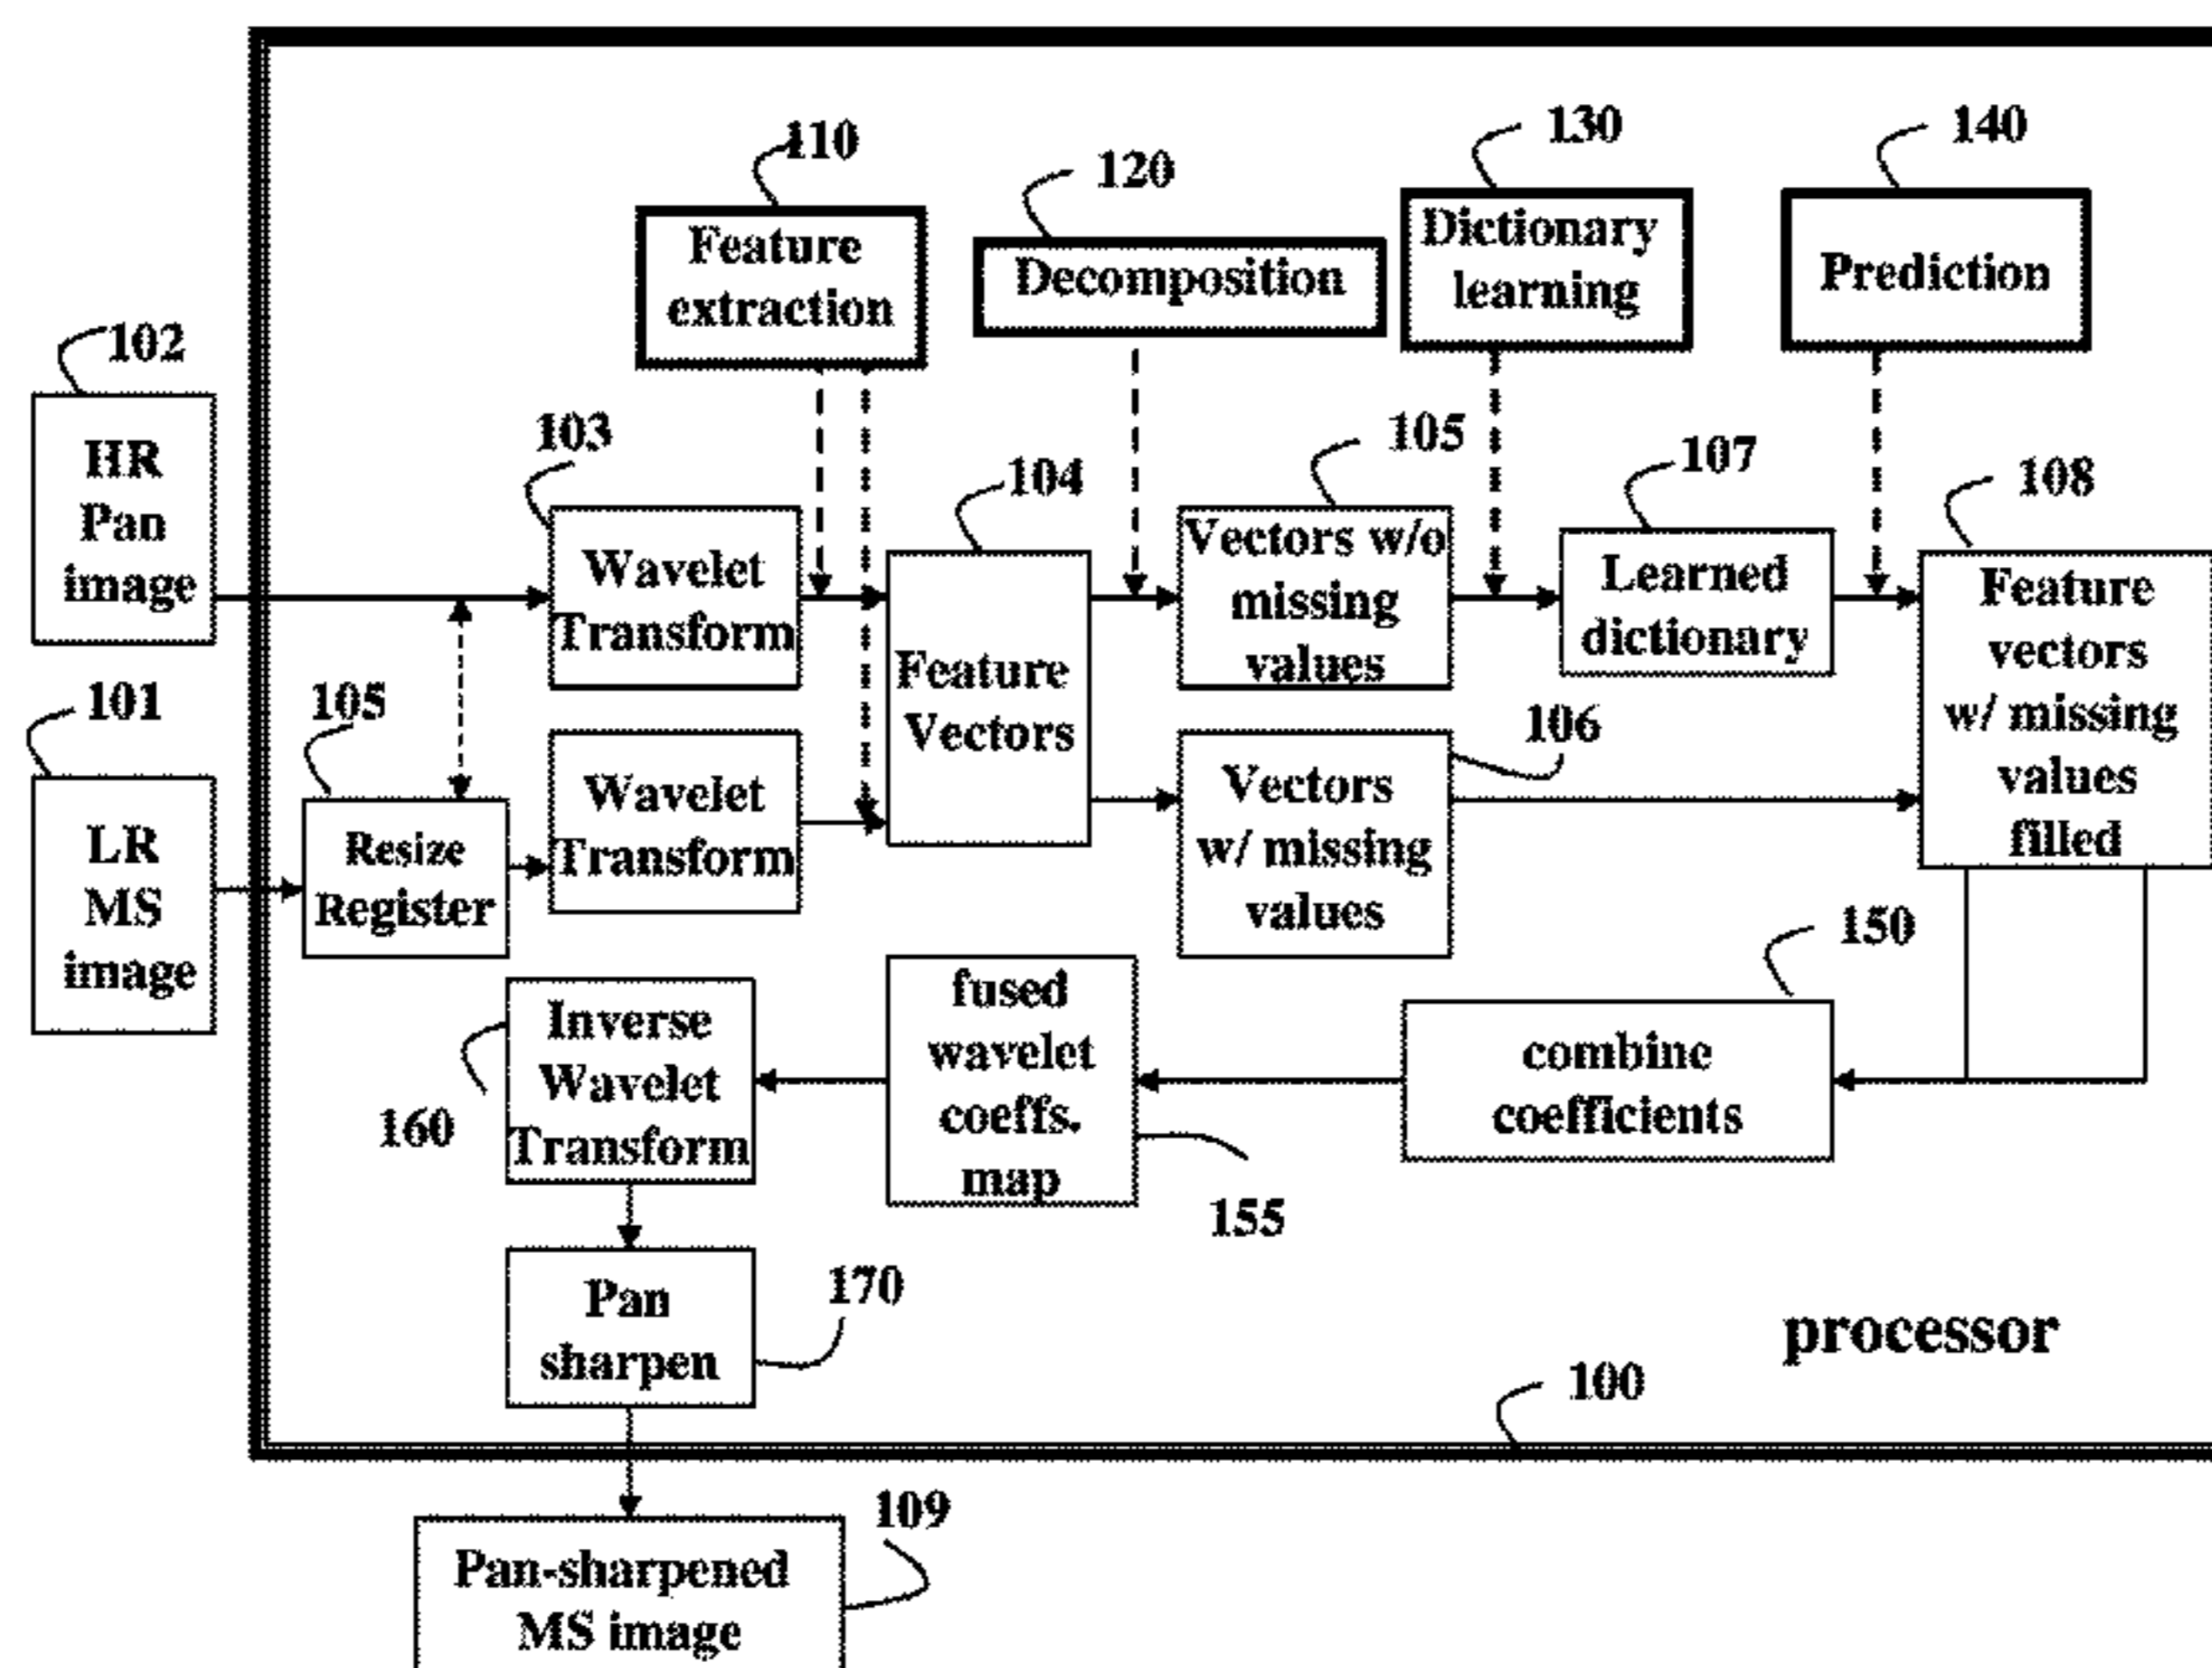 110
120
130
140
Feature
extraction
Decomposition
Dictionary
learning
Prediction
102
HR
Pan
image
103
Wavelet
Transform
104
Feature
Vectors
105
Vectors w/o
missing
values
107
Learned
dictionary
108
Feature
vectors
w/ missing
values
filled
101
LR
MS
image
105
Resize
Register
Wavelet
Transform
106
Vectors
w/ missing
values
150
combine
coefficients
fused
wavelet
coeffs.
map
155
Inverse
Wavelet
Transform
160
Pan
sharpen
170
processor
100
109
Pan-sharpened
MS image